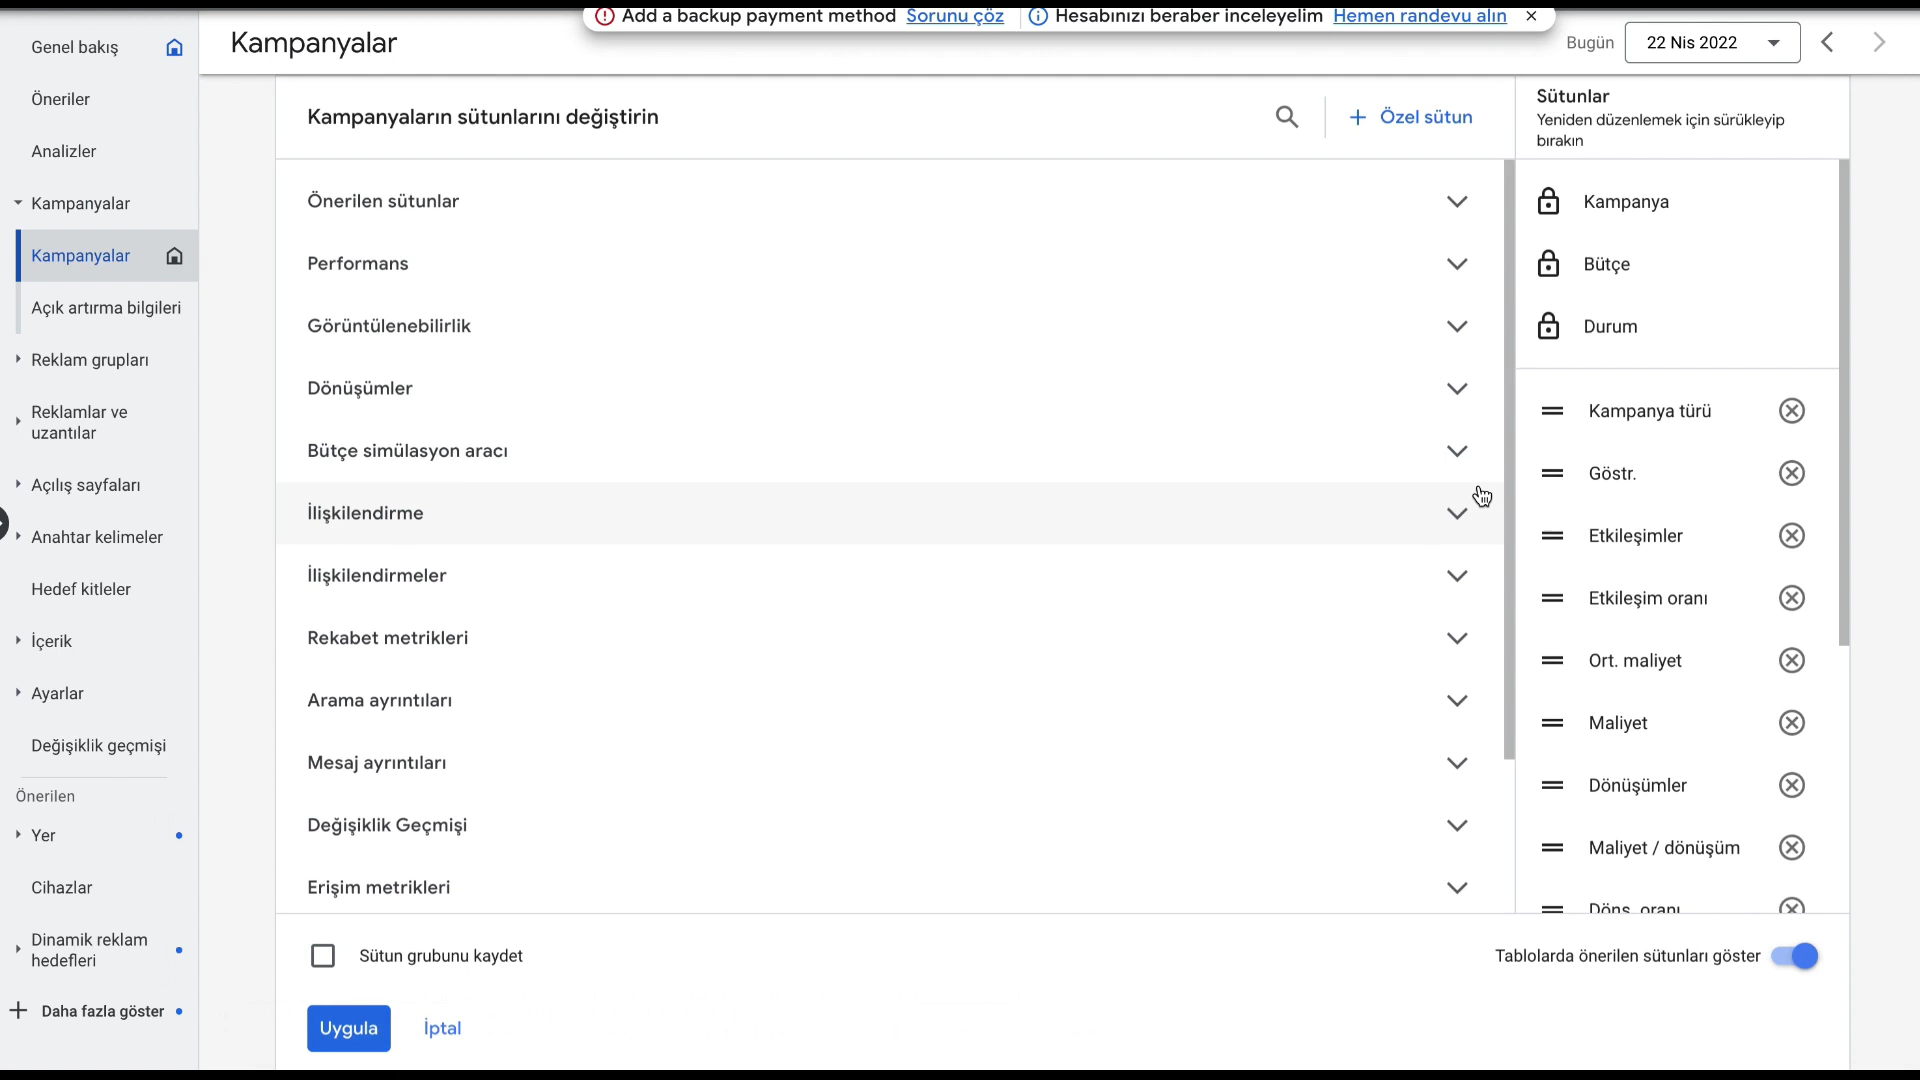 Add a backup payment method Sorunu çöz
Hesabınızı beraber inceleyelim Hemen randevu alın
Kampanyalar
Bugün
22 Nis 2022
Genel bakış
Öneriler
Analizler
Kampanyalar
Kampanyalar
Açık artırma bilgileri
Reklam grupları
Reklamlar ve
uzantılar
Açılış sayfaları
Anahtar kelimeler
Hedef kitleler
İçerik
Ayarlar
Değişiklik geçmişi
Önerilen
Yer
Cihazlar
Dinamik reklam
hedefleri
Daha fazla göster
Kampanyaların sütunlarını değiştirin
Özel sütun
Önerilen sütunlar
Performans
Görüntülenebilirlik
Dönüşümler
Bütçe simülasyon aracı
İlişkilendirme
İlişkilendirmeler
Rekabet metrikleri
Arama ayrıntıları
Mesaj ayrıntıları
Değişiklik Geçmişi
Erişim metrikleri
Sütunlar
Yeniden düzenlemek için sürükleyip
bırakın
Kampanya
Bütçe
Durum
Kampanya türü
Göstr.
Etkileşimler
Etkileşim oranı
Ort. maliyet
Maliyet
Dönüşümler
Maliyet / dönüşüm
Döns. oranı
Sütun grubunu kaydet
Tablolarda önerilen sütunları göster
Uygula
İptal